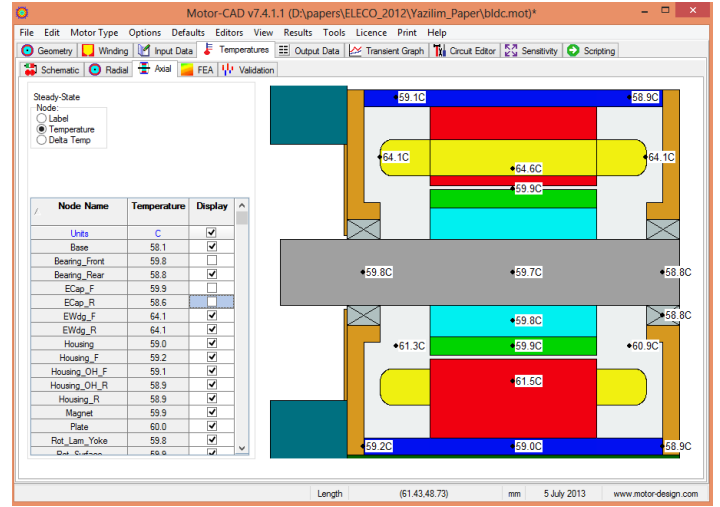 Motor-CAD v7.4.1.1 (D:\papers\ELECO_2012\Yazilim_Paper\bldc.mot)*
File Edit Motor Type Options Defaults Editors View Results Tools Licence Print Help
Geometry Winding Input Data Temperatures Output Data Transient Graph Circuit Editor Sensitivity Scripting
Schematic Radial Axial FEA Validation
Steady-State
Node:
Label
Temperature
Delta Temp
Node Name Temperature Display
Units C
Base 58.1
Bearing_Front 59.8
Bearing_Rear 58.8
ECap_F 59.9
ECap_R 58.6
EWdg_F 64.1
EWdg_R 64.1
Housing 59.0
Housing_F 59.2
Housing_OH_F 59.1
Housing_OH_R 58.9
Housing_R 58.9
Magnet 59.9
Plate 60.0
Rot_Lam_Yoke 59.8
Rot_Surface 59.9
59.1C 58.9C
64.1C 64.6C 64.1C
59.9C
59.8C 59.7C 58.8C
59.8C 58.8C
61.3C 59.9C 60.9C
61.5C
59.2C 59.0C 58.9C
Length (61.43,48.73) mm 5 July 2013 www.motor-design.com